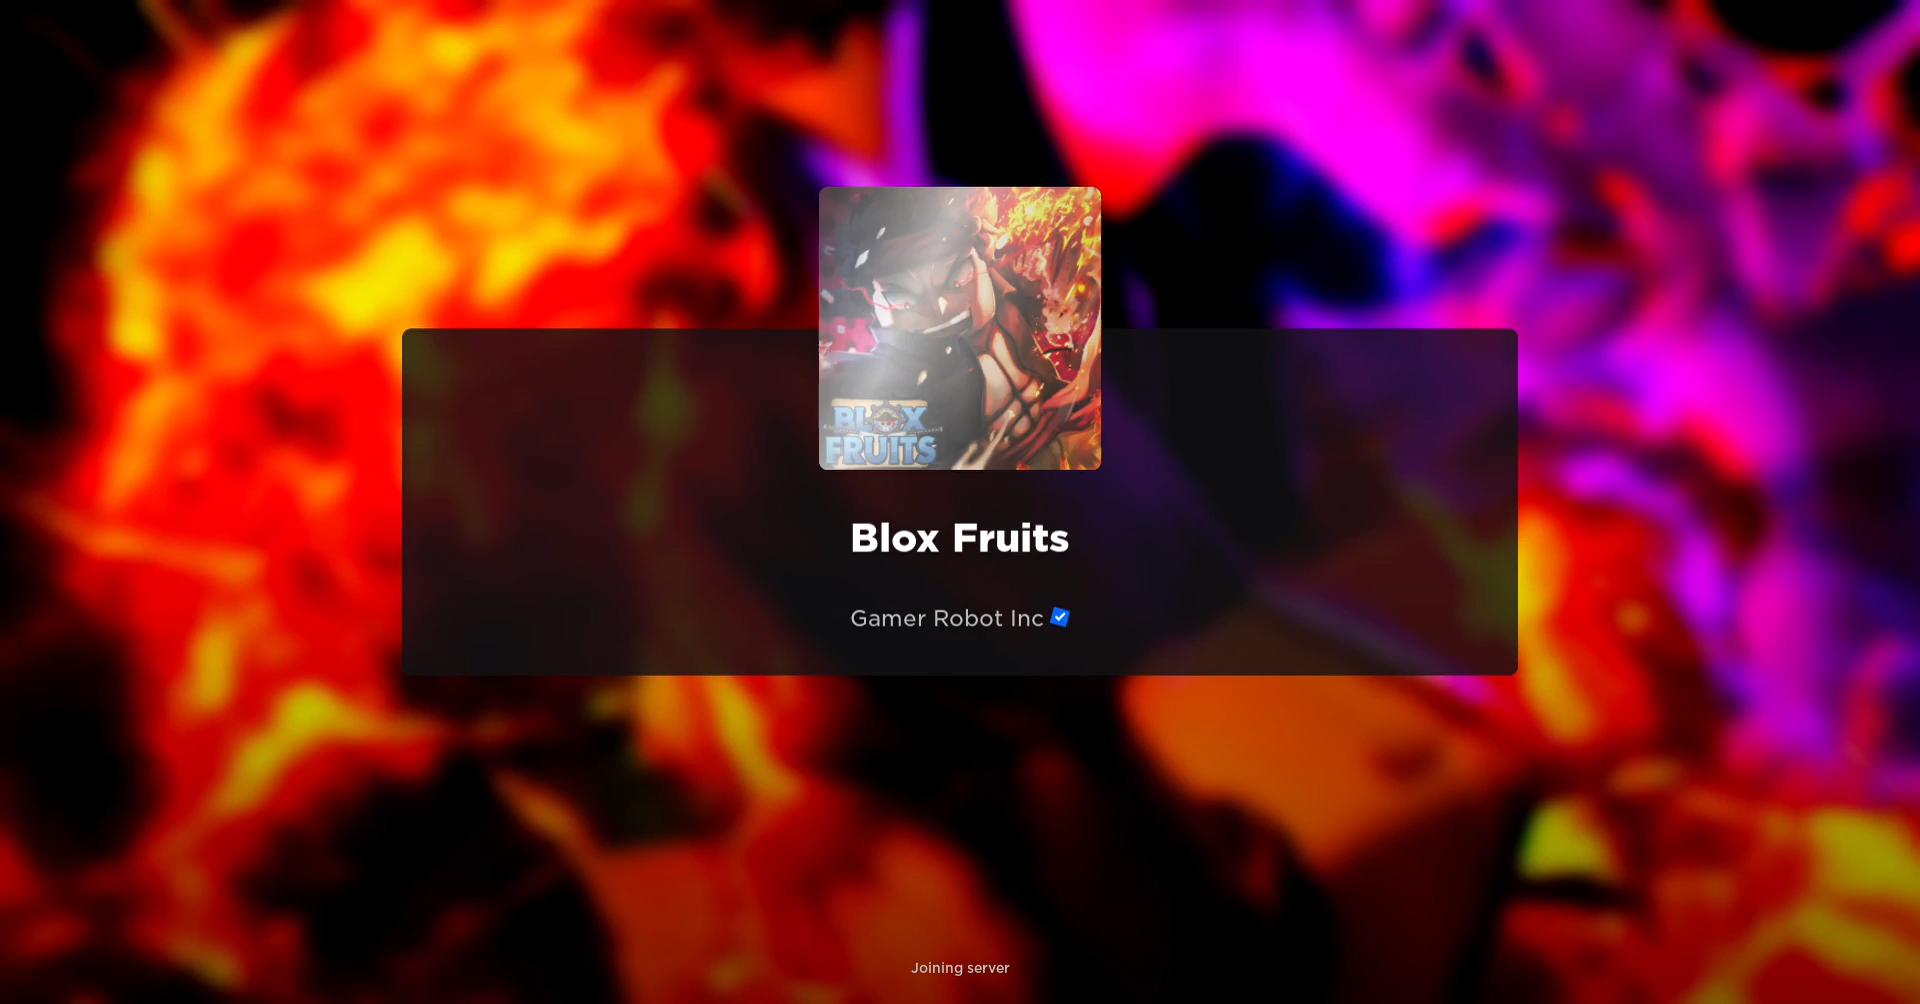 BLOX
FRUITS
Blox Fruits
Gamer Robot Inc
Joining server